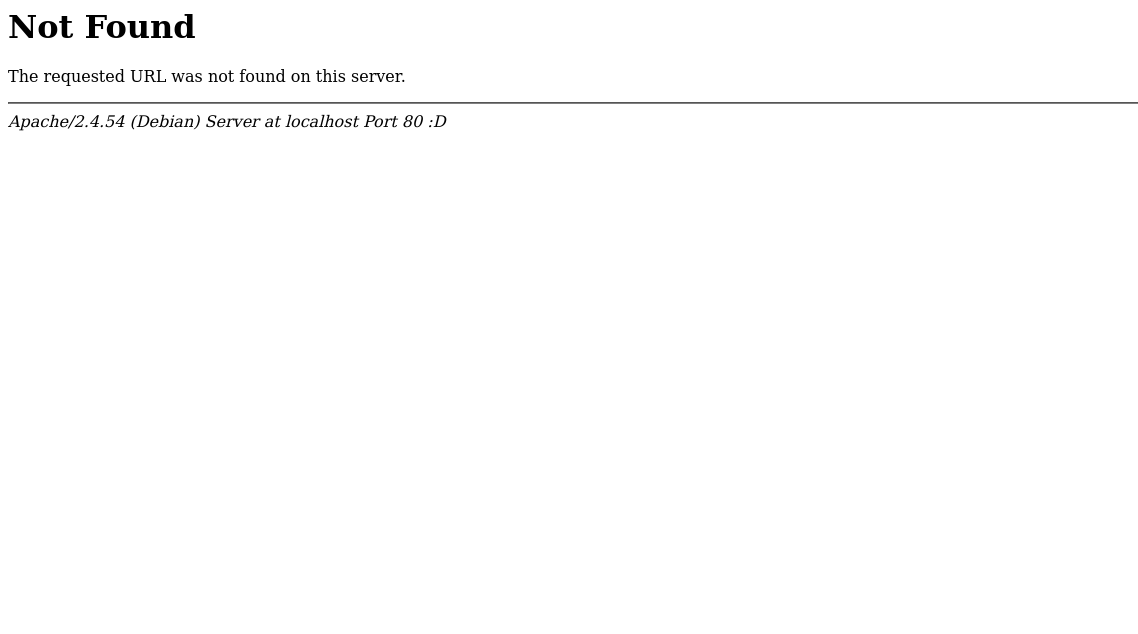 Not Found
The requested URL was not found on this server.
Apache/2.4.54 (Debian) Server at localhost Port 80 :D